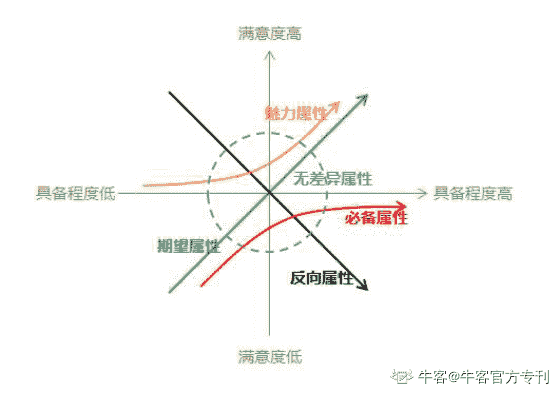 满意度高
魅力属性
无差异属性
具备程度低
具备程度高
必备属性
期望属性
反向属性
满意度低
牛客@牛客官方专刊